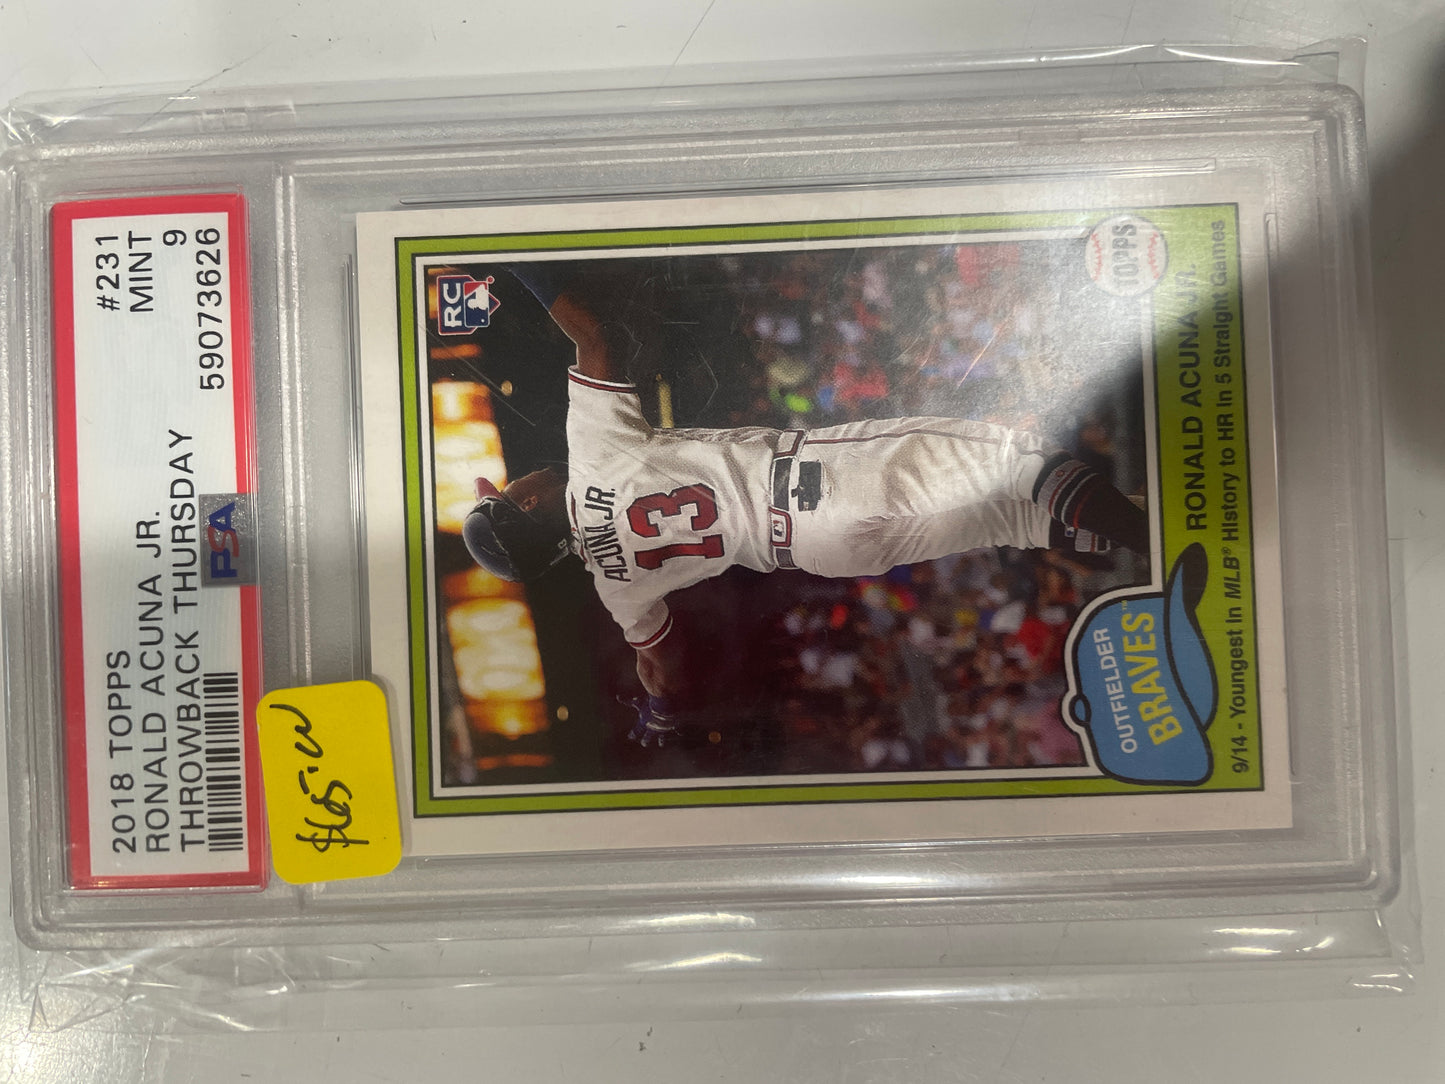 2018 TOPPS #231
RONALD ACUNA JR. MINT
THROWBACK THURSDAY 9
59073626
PSA
RC
ACUNA JR.
13
TOPPS
OUTFIELDER
BRAVES™
RONALD ACUNA JR.
9/14 - Youngest in MLB® History to HR in 5 Straight Games